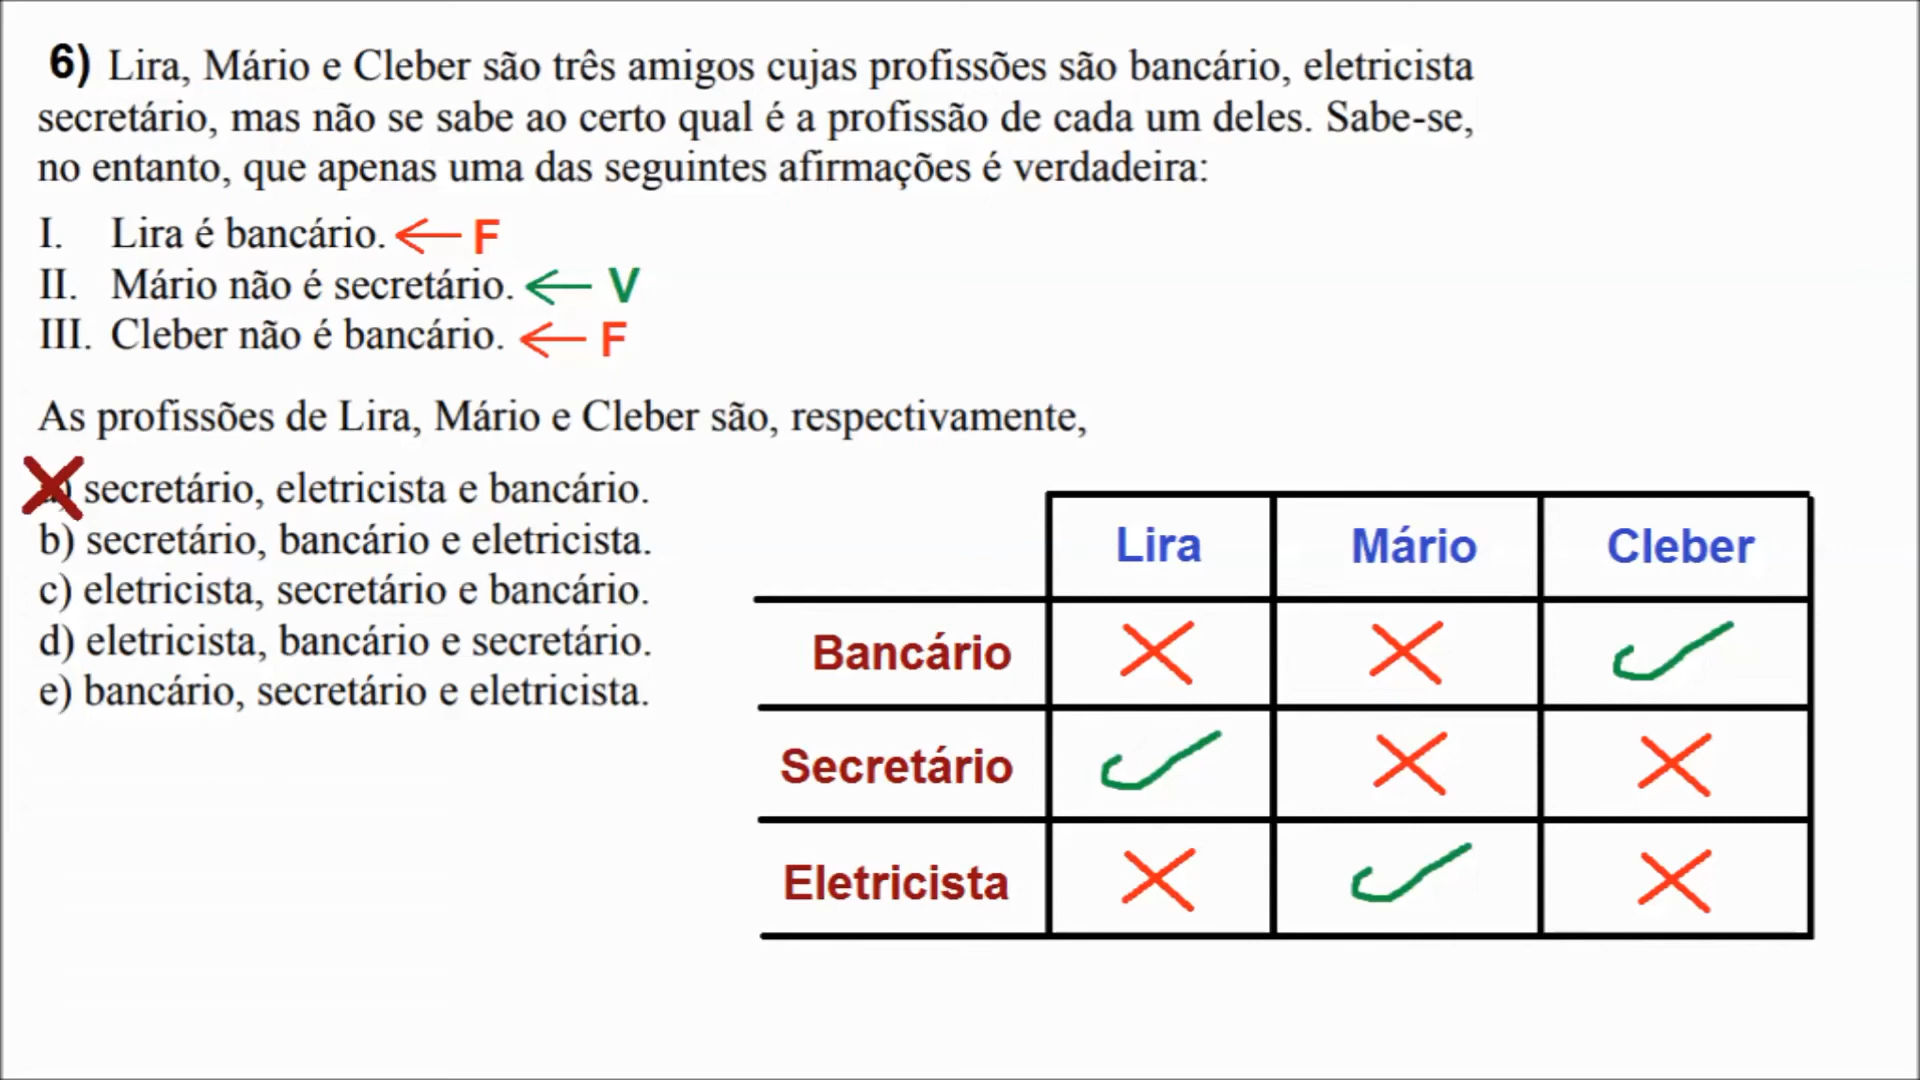 6) Lira, Mário e Cleber são três amigos cujas profissões são bancário, eletricista
secretário, mas não se sabe ao certo qual é a profissão de cada um deles. Sabe-se,
no entanto, que apenas uma das seguintes afirmações é verdadeira:
I. Lira é bancário. F
II. Mário não é secretário. V
III. Cleber não é bancário. F
As profissões de Lira, Mário e Cleber são, respectivamente,
a) secretário, eletricista e bancário.
b) secretário, bancário e eletricista.
c) eletricista, secretário e bancário.
d) eletricista, bancário e secretário.
e) bancário, secretário e eletricista.
Lira Mário Cleber
Bancário
Secretário
Eletricista